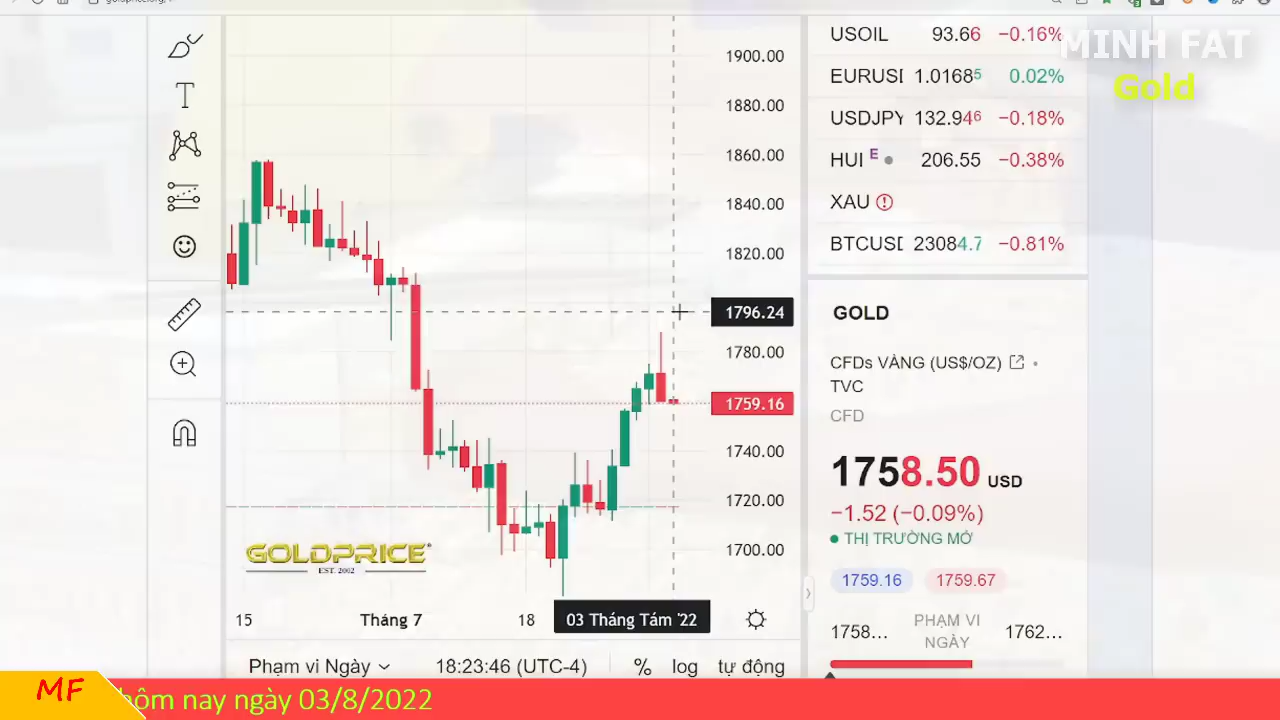 goldprice.org
1900.00
1880.00
1860.00
1840.00
1820.00
1796.24
1780.00
1759.16
1740.00
1720.00
1700.00
GOLDPRICE
EST. 2002
15
Tháng 7
18
03 Tháng Tám '22
Phạm vi Ngày
18:23:46 (UTC-4)
%
log
tự động
USOIL 93.66 −0.16%
EURUSD 1.01685 0.02%
USDJPY 132.946 −0.18%
HUI E 206.55 −0.38%
XAU
BTCUSD 23084.7 −0.81%
MINH FAT
Gold
GOLD
CFDs VÀNG (US$/OZ)
TVC
CFD
1758.50 USD
−1.52 (−0.09%)
THỊ TRƯỜNG MỞ
1759.16 1759.67
1758... PHẠM VI NGÀY 1762...
MF
hôm nay ngày 03/8/2022